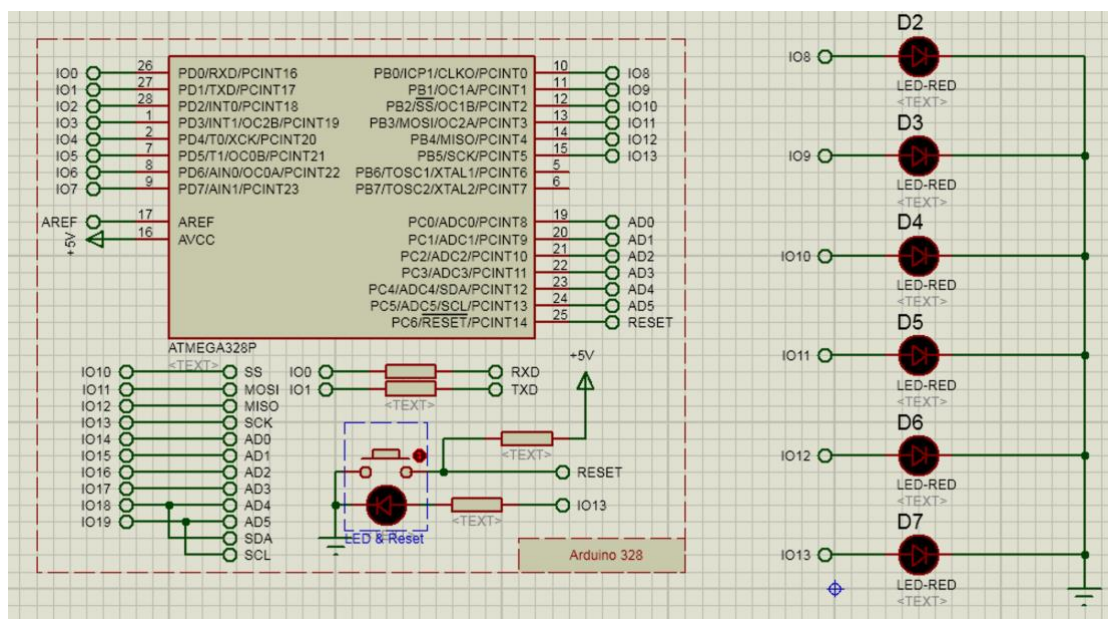 IO0 26 PD0/RXD/PCINT16 PB0/ICP1/CLKO/PCINT0 10 IO8
IO1 27 PD1/TXD/PCINT17 PB1/OC1A/PCINT1 11 IO9
IO2 28 PD2/INT0/PCINT18 PB2/SS/OC1B/PCINT2 12 IO10
IO3 1 PD3/INT1/OC2B/PCINT19 PB3/MOSI/OC2A/PCINT3 13 IO11
IO4 2 PD4/T0/XCK/PCINT20 PB4/MISO/PCINT4 14 IO12
IO5 7 PD5/T1/OC0B/PCINT21 PB5/SCK/PCINT5 15 IO13
IO6 8 PD6/AIN0/OC0A/PCINT22 PB6/TOSC1/XTAL1/PCINT6 5
IO7 9 PD7/AIN1/PCINT23 PB7/TOSC2/XTAL2/PCINT7 6
AREF 17 AREF PC0/ADC0/PCINT8 19 AD0
+5V 16 AVCC PC1/ADC1/PCINT9 20 AD1
PC2/ADC2/PCINT10 21 AD2
PC3/ADC3/PCINT11 22 AD3
PC4/ADC4/SDA/PCINT12 23 AD4
PC5/ADC5/SCL/PCINT13 24 AD5
PC6/RESET/PCINT14 25 RESET
ATMEGA328P
<TEXT>
IO10 SS
IO11 MOSI
IO12 MISO
IO13 SCK
IO14 AD0
IO15 AD1
IO16 AD2
IO17 AD3
IO18 AD4
IO19 AD5
SDA
SCL
IO0 RXD
IO1 TXD
<TEXT>
+5V
<TEXT>
RESET
IO13
<TEXT>
LED & Reset
Arduino 328
D2
IO8
LED-RED
<TEXT>
D3
IO9
LED-RED
<TEXT>
D4
IO10
LED-RED
<TEXT>
D5
IO11
LED-RED
<TEXT>
D6
IO12
LED-RED
<TEXT>
D7
IO13
LED-RED
<TEXT>